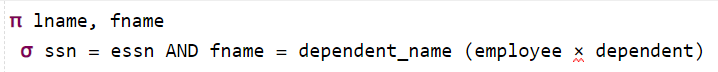 π lname, fname
σ ssn = essn AND fname = dependent_name (employee × dependent)